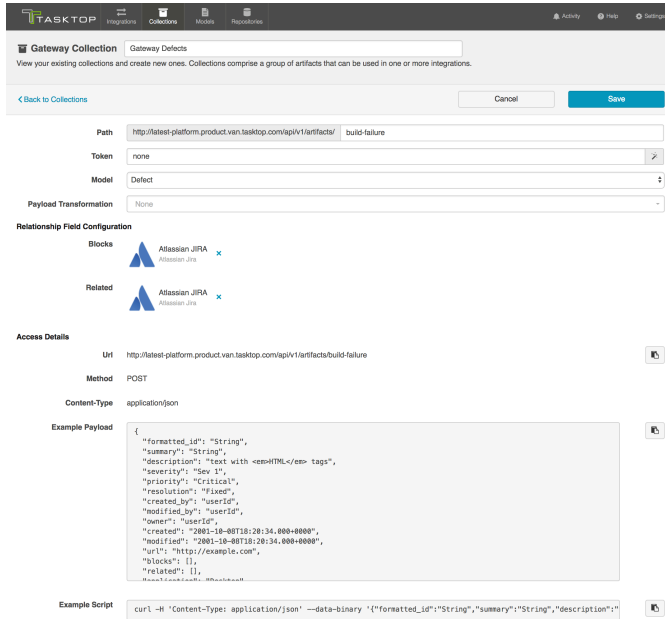 TASKTOP
Integrations
Collections
Models
Repositories
Activity
Help
Settings
Gateway Collection
Gateway Defects
View your existing collections and create new ones. Collections comprise a group of artifacts that can be used in one or more integrations.
Back to Collections
Cancel
Save
Path
http://latest-platform.product.van.tasktop.com/api/v1/artifacts/
build-failure
Token
none
Model
Defect
Payload Transformation
None
Relationship Field Configuration
Blocks
Atlassian JIRA
Atlassian Jira
Related
Atlassian JIRA
Atlassian Jira
Access Details
Url
http://latest-platform.product.van.tasktop.com/api/v1/artifacts/build-failure
Method
POST
Content-Type
application/json
Example Payload
{
"formatted_id": "String",
"summary": "String",
"description": "text with <em>HTML</em> tags",
"severity": "Sev 1",
"priority": "Critical",
"resolution": "Fixed",
"created_by": "userId",
"modified_by": "userId",
"owner": "userId",
"created": "2001-10-08T18:20:34.000+0000",
"modified": "2001-10-08T18:20:34.000+0000",
"url": "http://example.com",
"blocks": [],
"related": [],
Example Script
curl -H 'Content-Type: application/json' --data-binary '{"formatted_id":"String","summary":"String","description":"